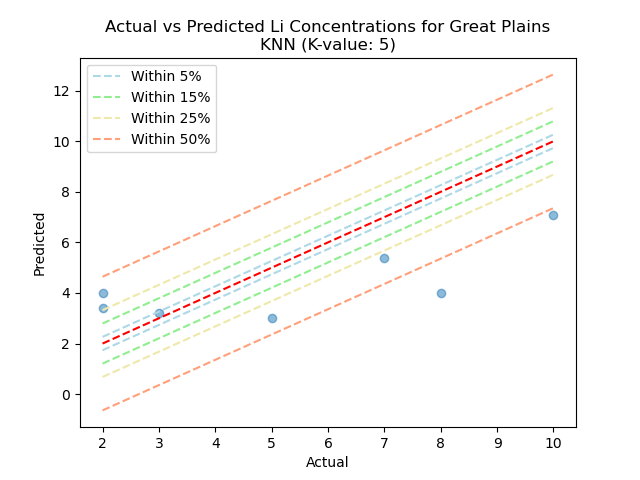 Actual vs Predicted Li Concentrations for Great Plains
KNN (K-value: 5)
Within 5%
Within 15%
Within 25%
Within 50%
12
10
8
6
4
2
0
Predicted
2
3
4
5
6
7
8
9
10
Actual